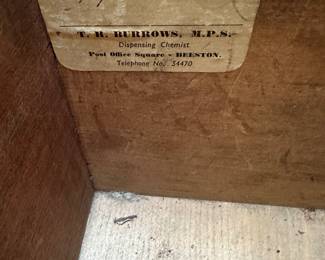 T. H. BURROWS, M.P.S.
Dispensing Chemist
Post Office Square - BEESTON.
Telephone No. 54470